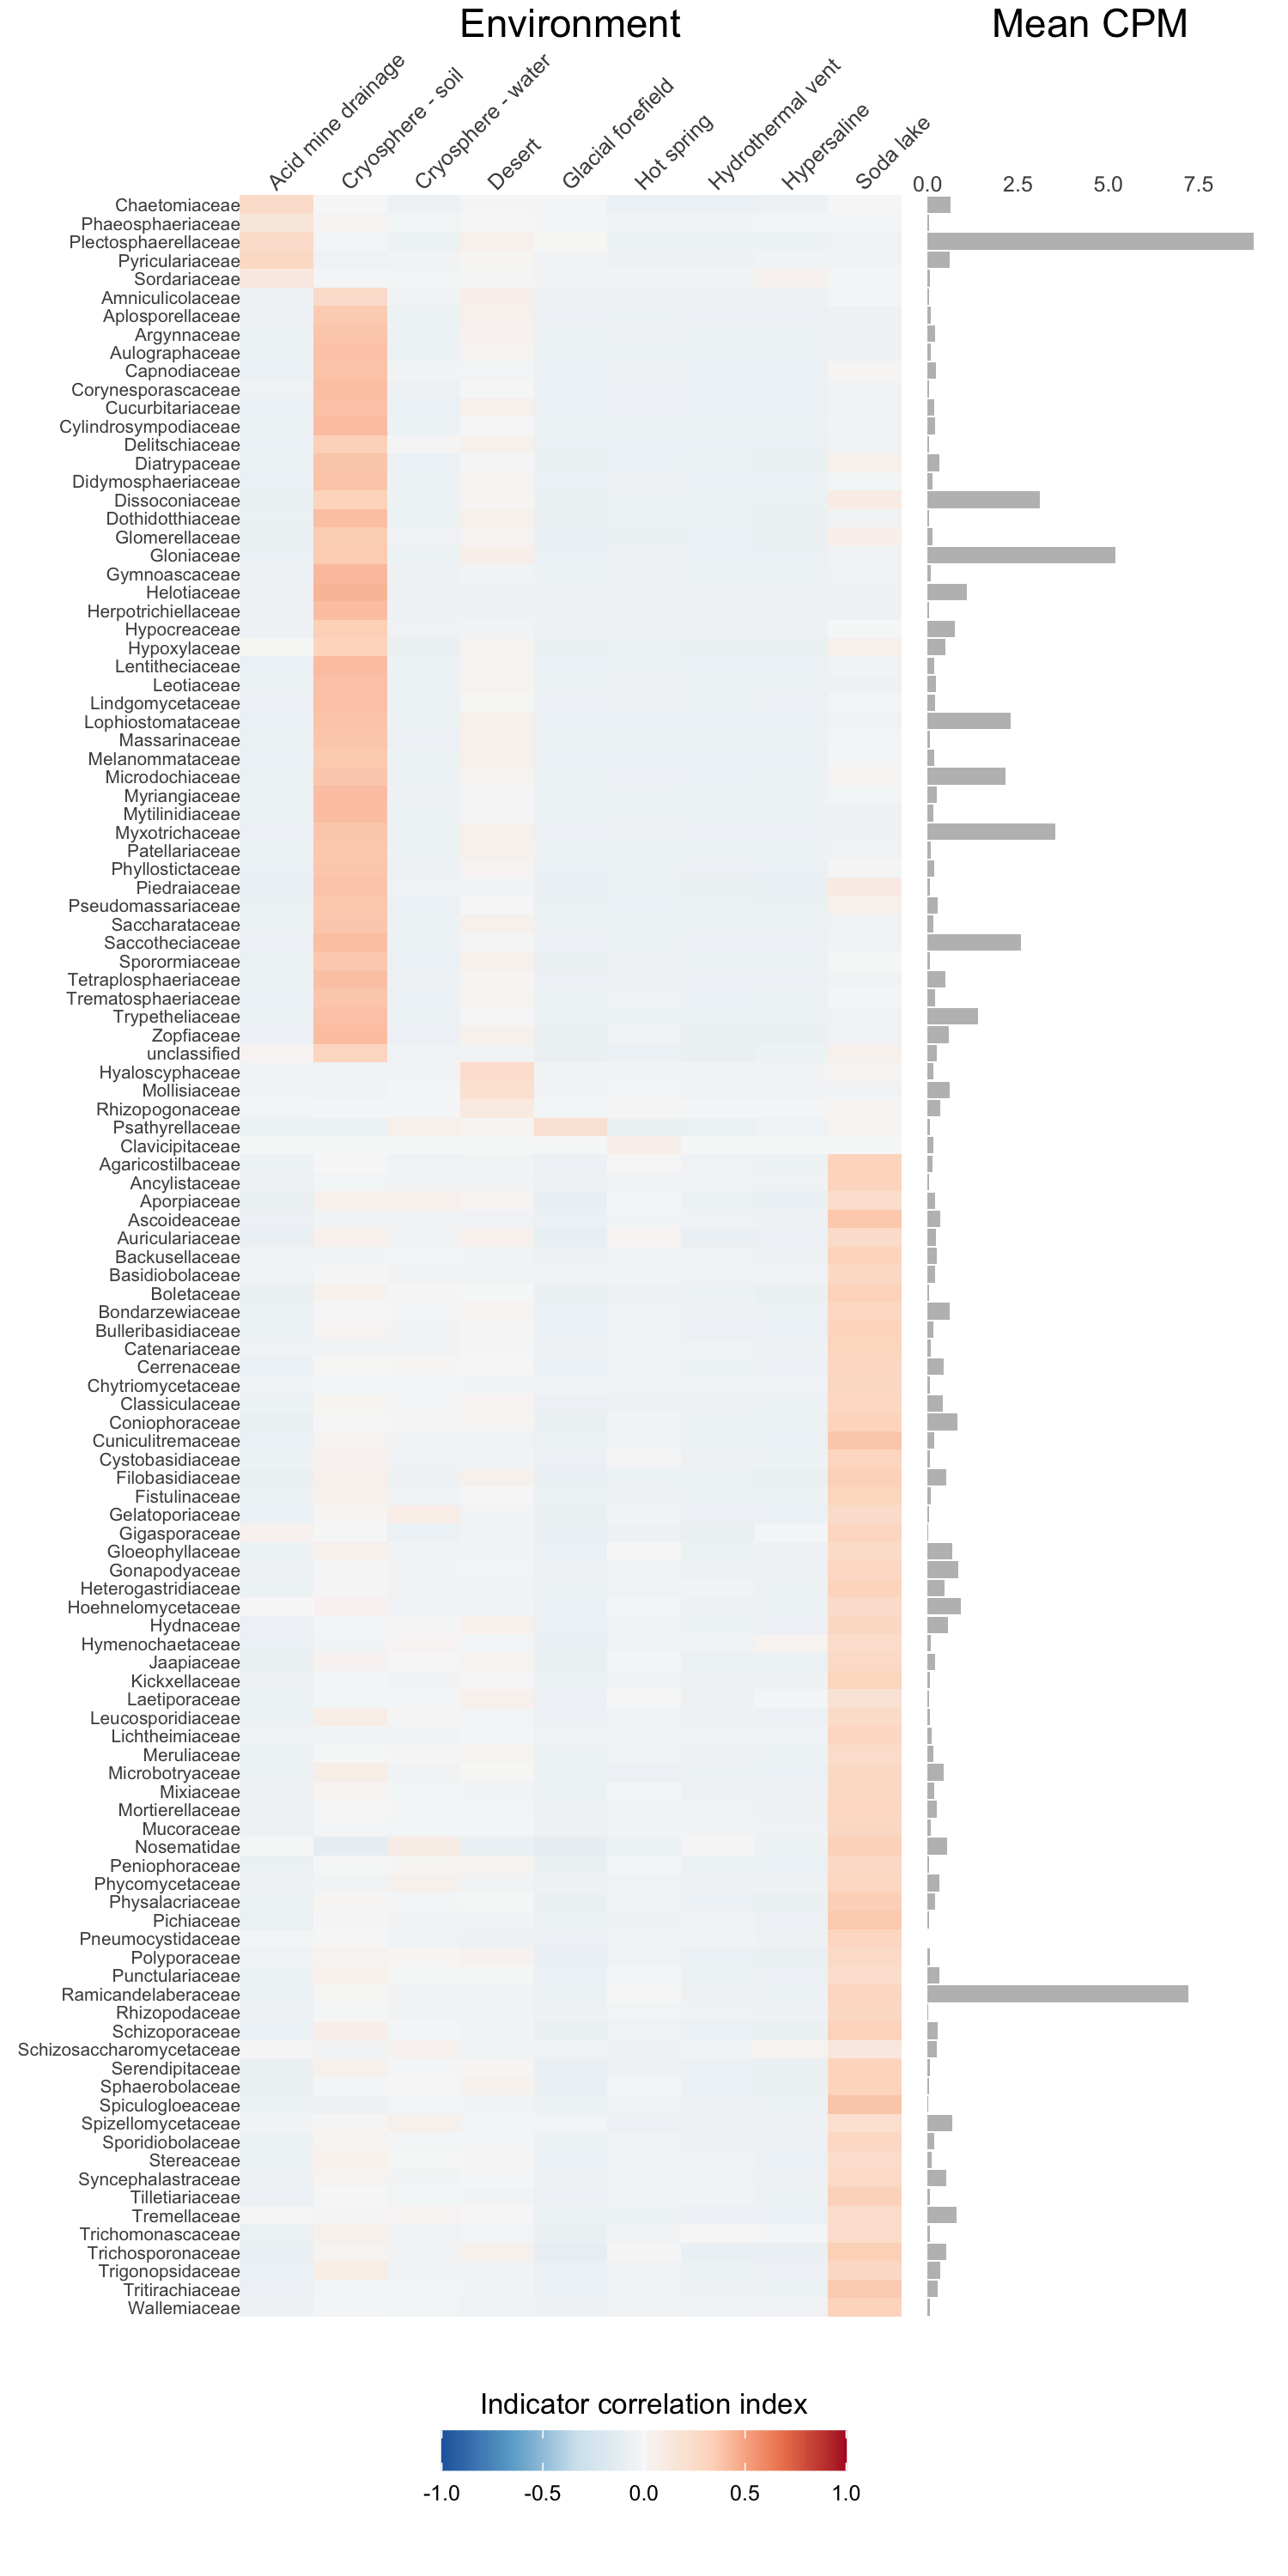 Environment
Mean CPM
Acid mine drainage
Cryosphere - soil
Cryosphere - water
Desert
Glacial forefield
Hot spring
Hydrothermal vent
Hypersaline
Soda lake
0.0 2.5 5.0 7.5
Chaetomiaceae
Phaeosphaeriaceae
Plectosphaerellaceae
Pyriculariaceae
Sordariaceae
Amniculicolaceae
Aplosporellaceae
Argynnaceae
Aulographaceae
Capnodiaceae
Corynesporascaceae
Cucurbitariaceae
Cylindrosympodiaceae
Delitschiaceae
Diatrypaceae
Didymosphaeriaceae
Dissoconiaceae
Dothidotthiaceae
Glomerellaceae
Gloniaceae
Gymnoascaceae
Helotiaceae
Herpotrichiellaceae
Hypocreaceae
Hypoxylaceae
Lentitheciaceae
Leotiaceae
Lindgomycetaceae
Lophiostomataceae
Massarinaceae
Melanommataceae
Microdochiaceae
Myriangiaceae
Mytilinidiaceae
Myxotrichaceae
Patellariaceae
Phyllostictaceae
Piedraiaceae
Pseudomassariaceae
Saccharataceae
Saccotheciaceae
Sporormiaceae
Tetraplosphaeriaceae
Trematosphaeriaceae
Trypetheliaceae
Zopfiaceae
unclassified
Hyaloscyphaceae
Mollisiaceae
Rhizopogonaceae
Psathyrellaceae
Clavicipitaceae
Agaricostilbaceae
Ancylistaceae
Aporpiaceae
Ascoideaceae
Auriculariaceae
Backusellaceae
Basidiobolaceae
Boletaceae
Bondarzewiaceae
Bulleribasidiaceae
Catenariaceae
Cerrenaceae
Chytriomycetaceae
Classiculaceae
Coniophoraceae
Cuniculitremaceae
Cystobasidiaceae
Filobasidiaceae
Fistulinaceae
Gelatoporiaceae
Gigasporaceae
Gloeophyllaceae
Gonapodyaceae
Heterogastridiaceae
Hoehnelomycetaceae
Hydnaceae
Hymenochaetaceae
Jaapiaceae
Kickxellaceae
Laetiporaceae
Leucosporidiaceae
Lichtheimiaceae
Meruliaceae
Microbotryaceae
Mixiaceae
Mortierellaceae
Mucoraceae
Nosematidae
Peniophoraceae
Phycomycetaceae
Physalacriaceae
Pichiaceae
Pneumocystidaceae
Polyporaceae
Punctulariaceae
Ramicandelaberaceae
Rhizopodaceae
Schizoporaceae
Schizosaccharomycetaceae
Serendipitaceae
Sphaerobolaceae
Spiculogloeaceae
Spizellomycetaceae
Sporidiobolaceae
Stereaceae
Syncephalastraceae
Tilletiariaceae
Tremellaceae
Trichomonascaceae
Trichosporonaceae
Trigonopsidaceae
Tritirachiaceae
Wallemiaceae
Indicator correlation index
-1.0 -0.5 0.0 0.5 1.0